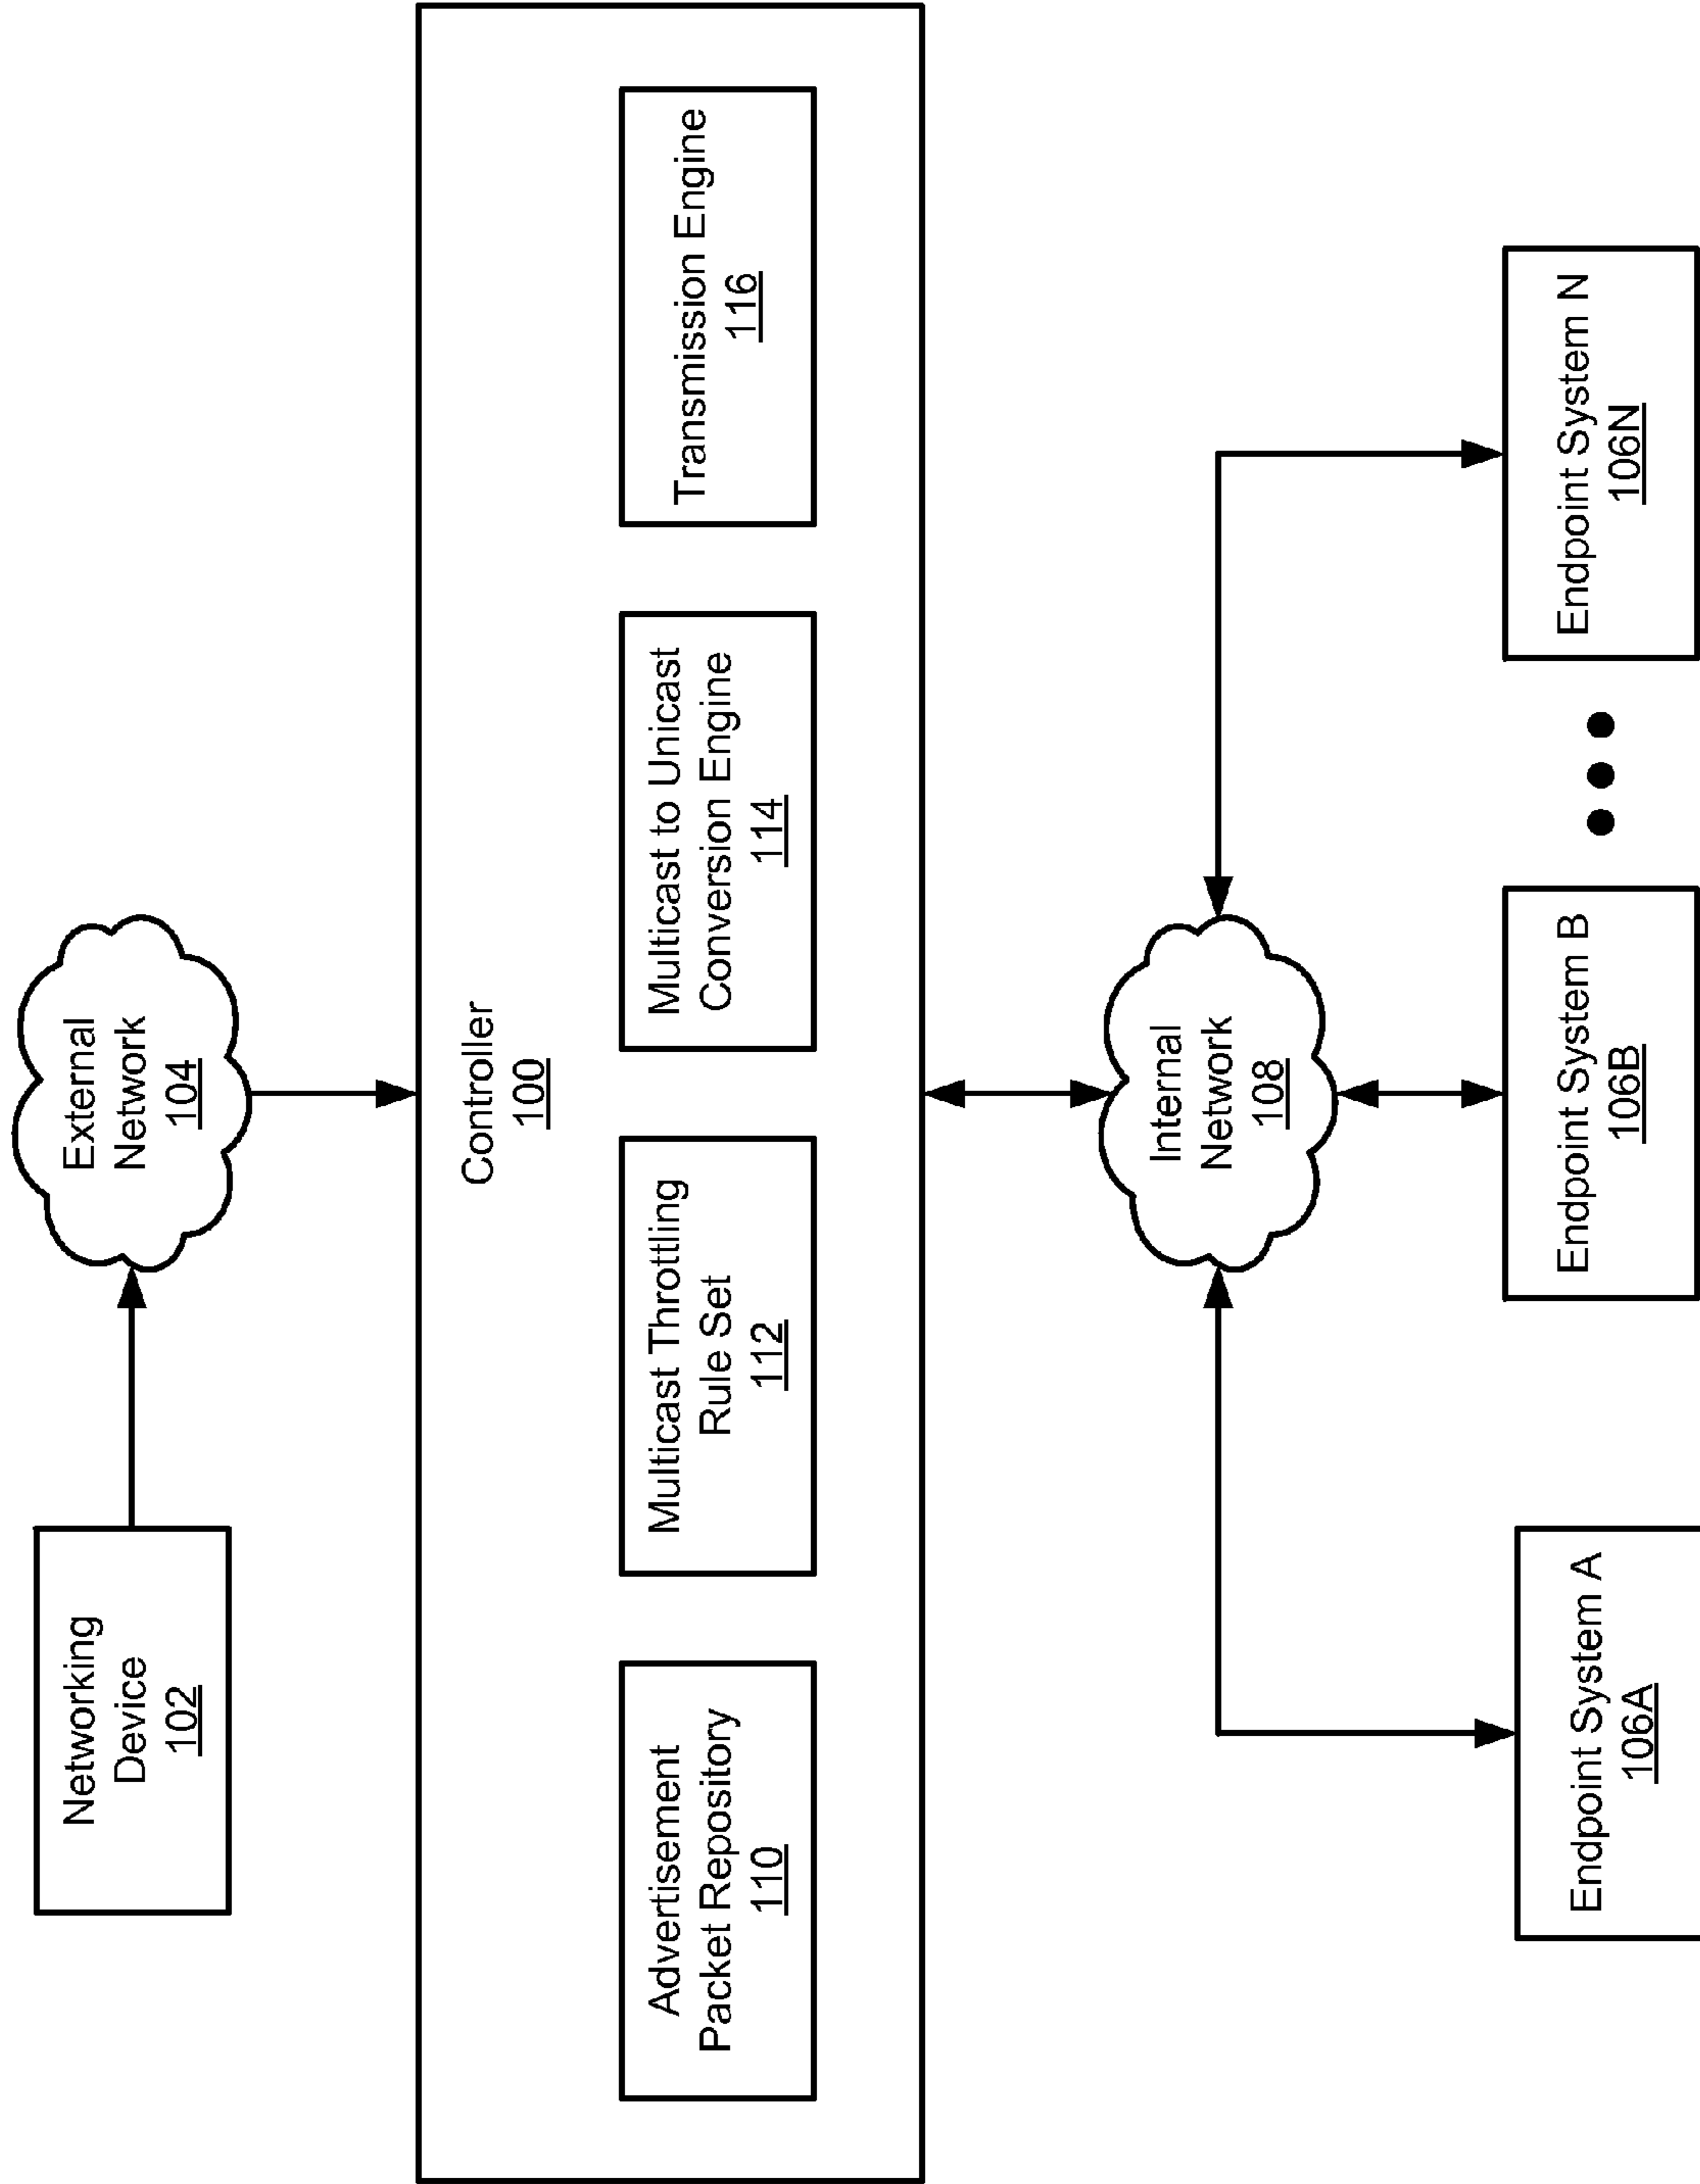 Networking
Device
102
External
Network
104
Controller
100
Advertisement
Packet Repository
110
Multicast Throttling
Rule Set
112
Multicast to Unicast
Conversion Engine
114
Transmission Engine
116
Internal
Network
108
Endpoint System A
106A
Endpoint System B
106B
Endpoint System N
106N